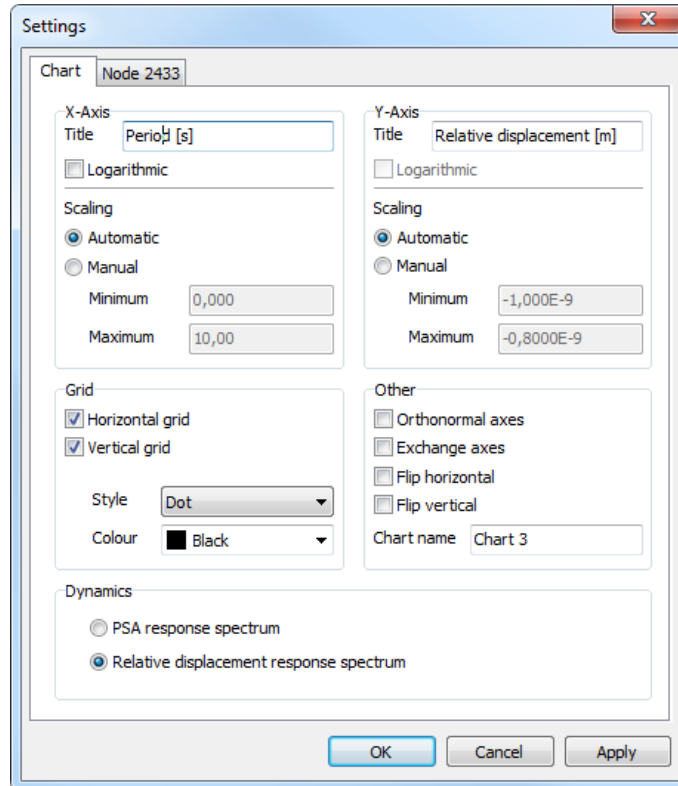 Settings
Chart Node 2433
X-Axis
Title Period [s]
Logarithmic
Scaling
Automatic
Manual
Minimum 0,000
Maximum 10,00
Y-Axis
Title Relative displacement [m]
Logarithmic
Scaling
Automatic
Manual
Minimum -1,000E-9
Maximum -0,8000E-9
Grid
Horizontal grid
Vertical grid
Style Dot
Colour Black
Other
Orthonormal axes
Exchange axes
Flip horizontal
Flip vertical
Chart name Chart 3
Dynamics
PSA response spectrum
Relative displacement response spectrum
OK Cancel Apply